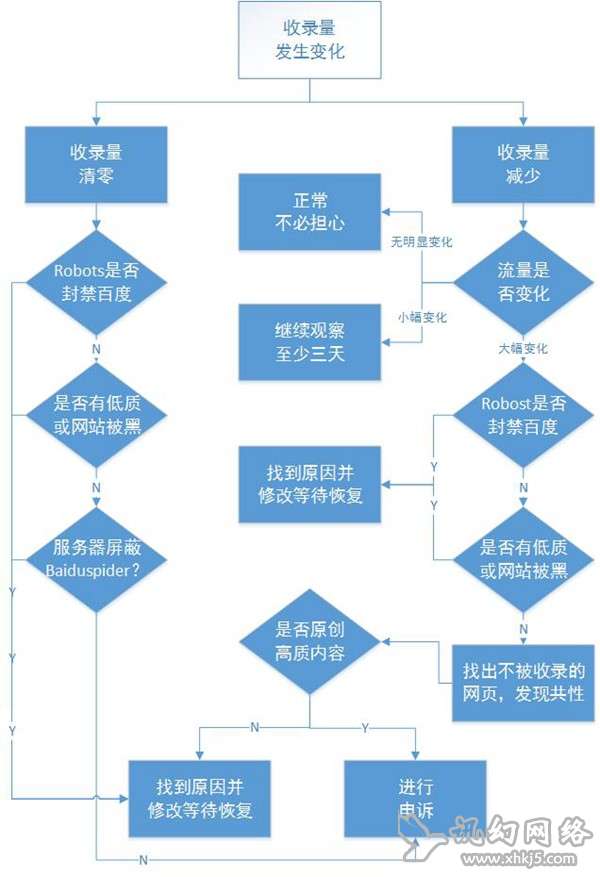 收录量
发生变化
收录量
清零
收录量
减少
正常
不必担心
无明显变化
Robots是否
封禁百度
流量是
否变化
小幅变化
继续观察
至少三天
大幅变化
N
是否有低质
或网站被黑
Robost是否
封禁百度
Y
找到原因并
修改等待恢复
N
N
Y
服务器屏蔽
Baiduspider？
是否有低质
或网站被黑
Y
是否原创
高质内容
N
Y
找出不被收录的
网页，发现共性
Y
N
Y
找到原因并
修改等待恢复
进行
申诉
N
讯幻网络
www.xhkj5.com